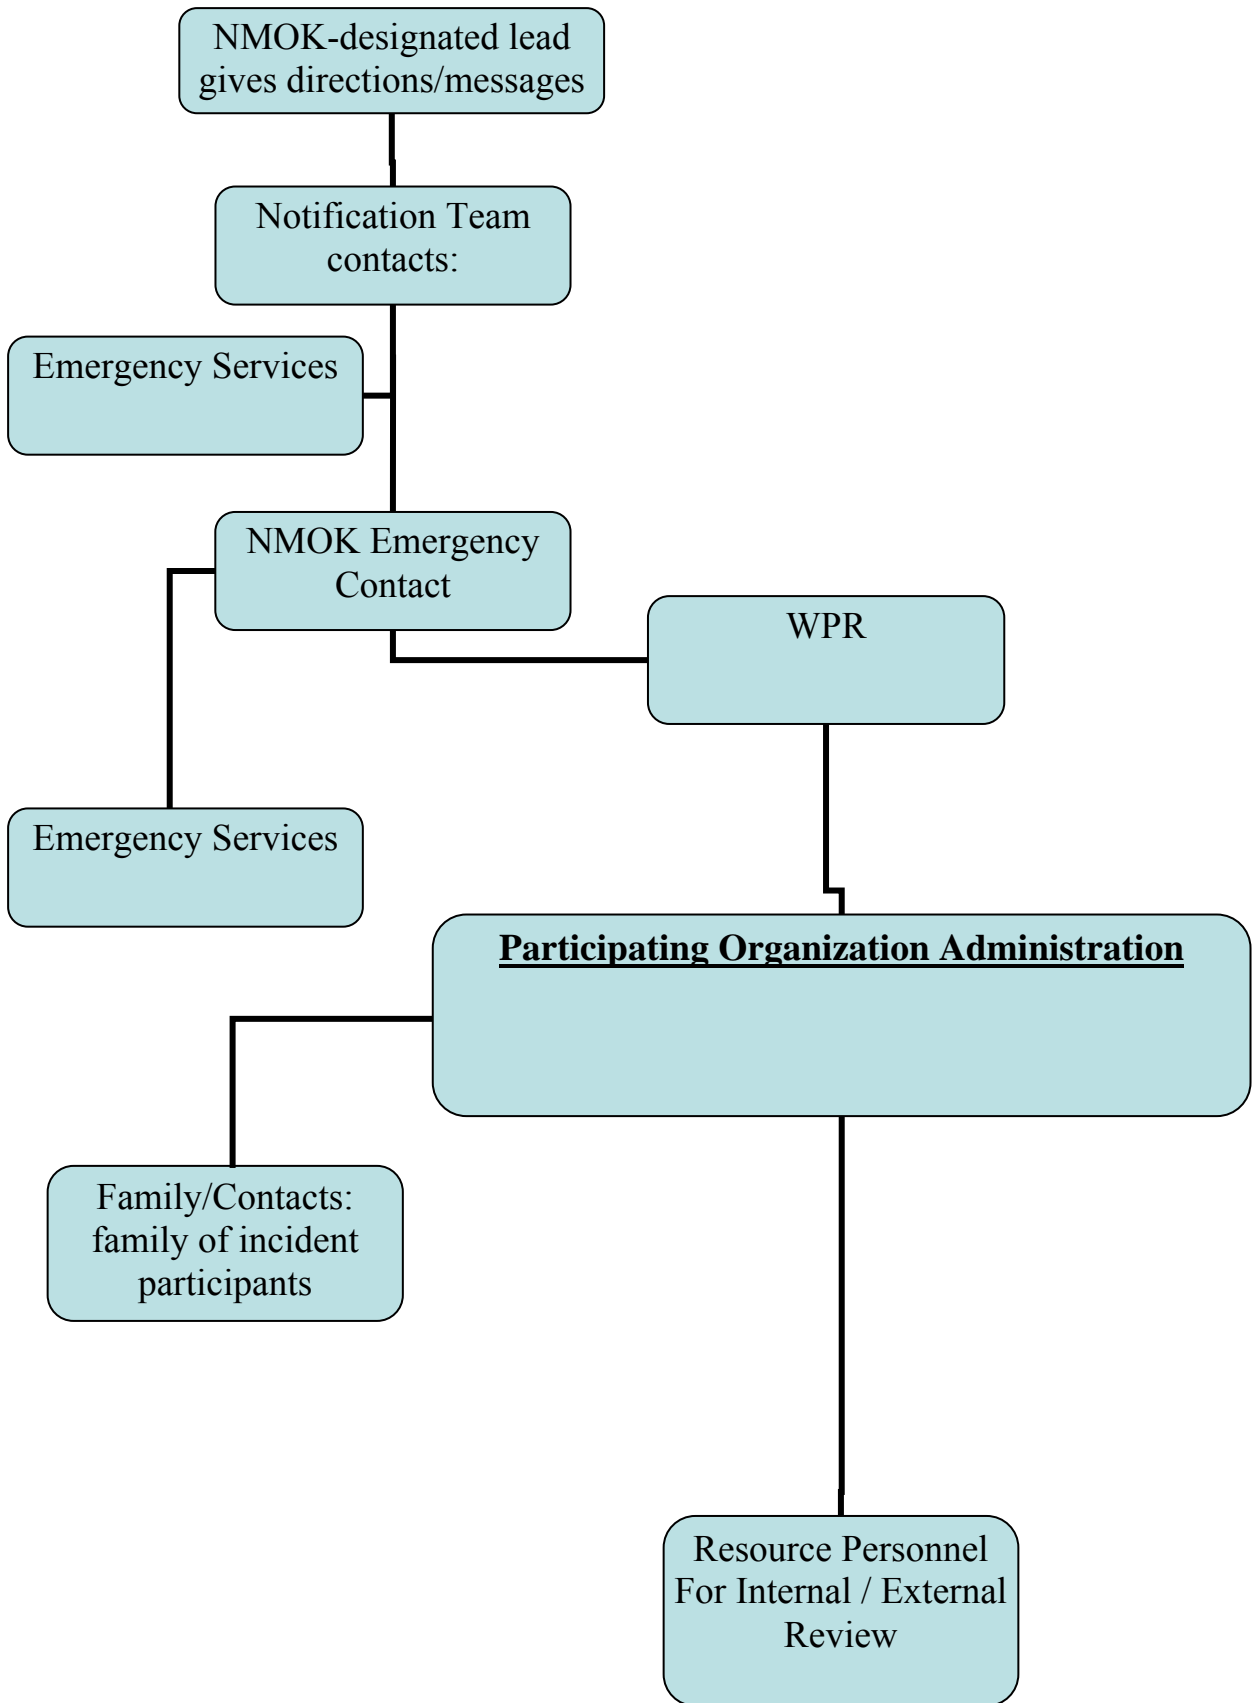 NMOK-designated lead
gives directions/messages
Notification Team
contacts:
Emergency Services
NMOK Emergency
Contact
WPR
Emergency Services
Participating Organization Administration
Family/Contacts:
family of incident
participants
Resource Personnel
For Internal / External
Review